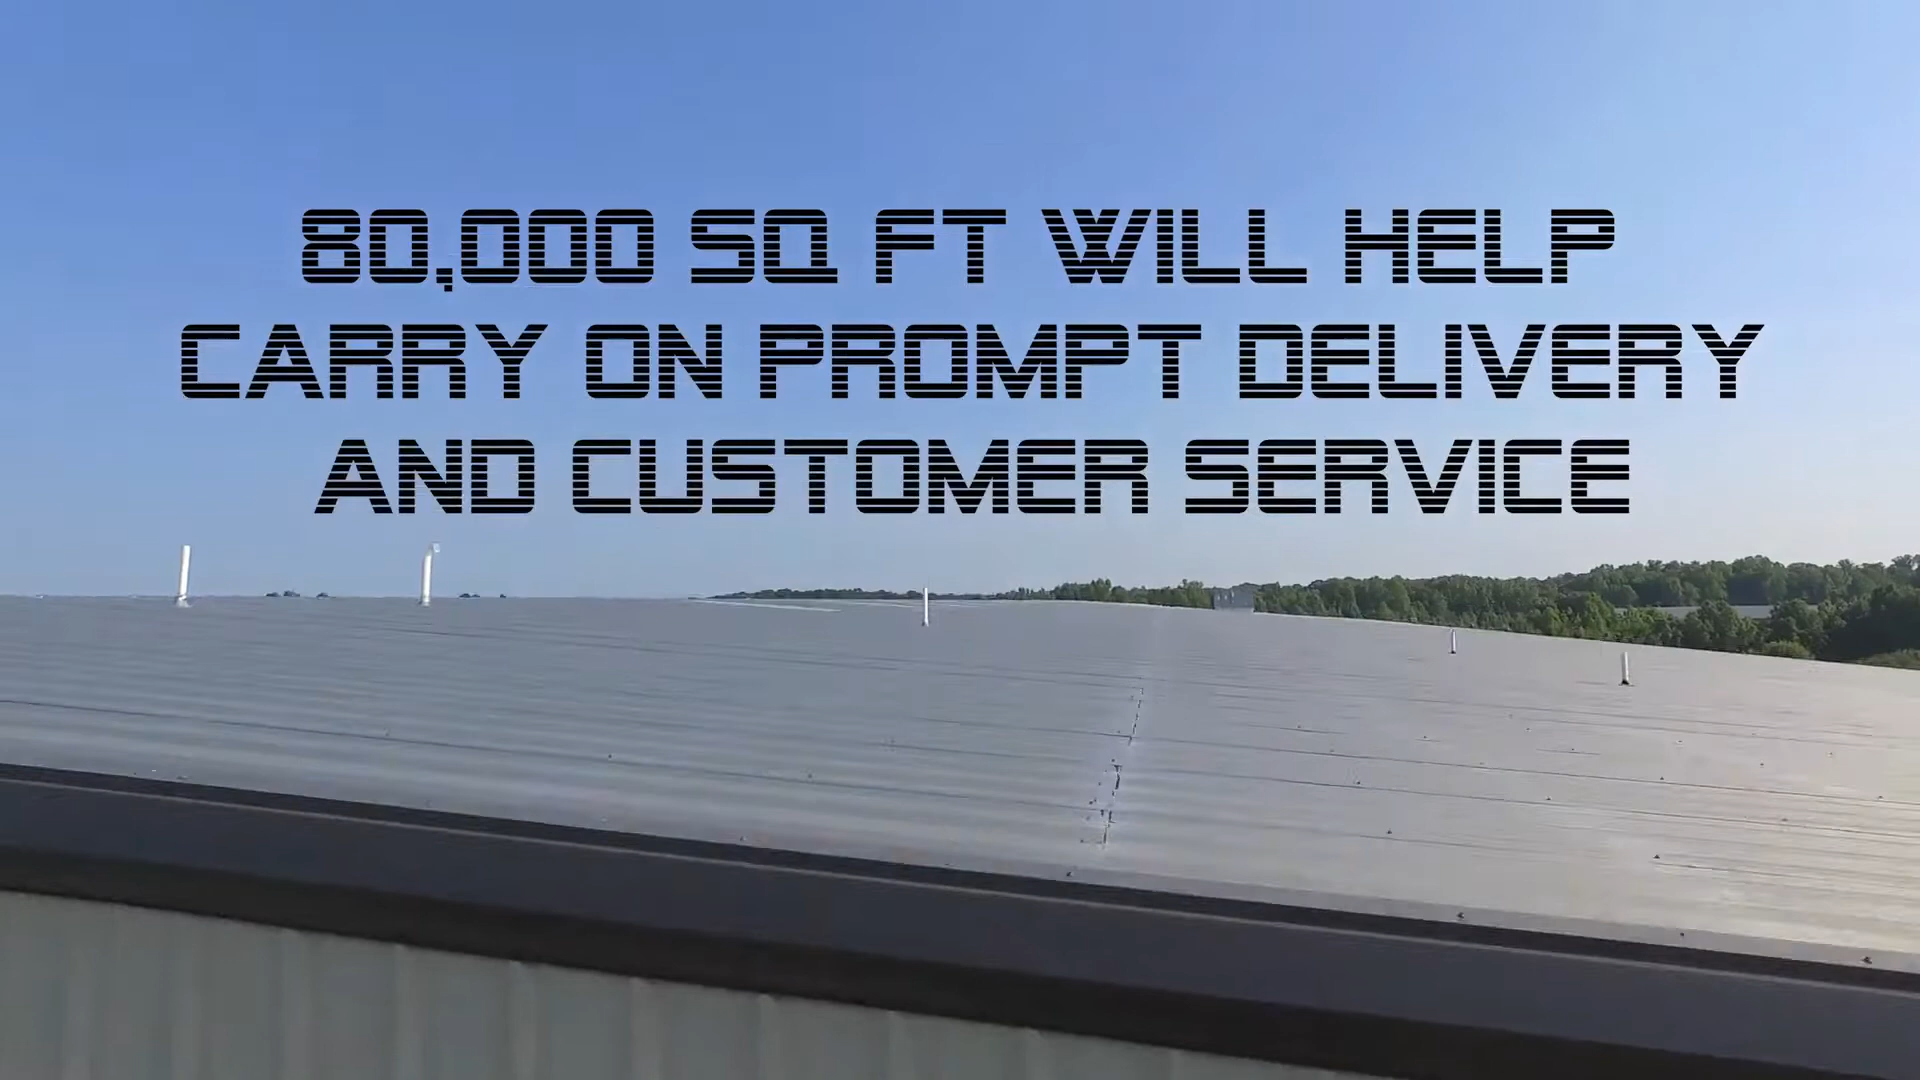 80,000 SQ FT WILL HELP
CARRY ON PROMPT DELIVERY
AND CUSTOMER SERVICE